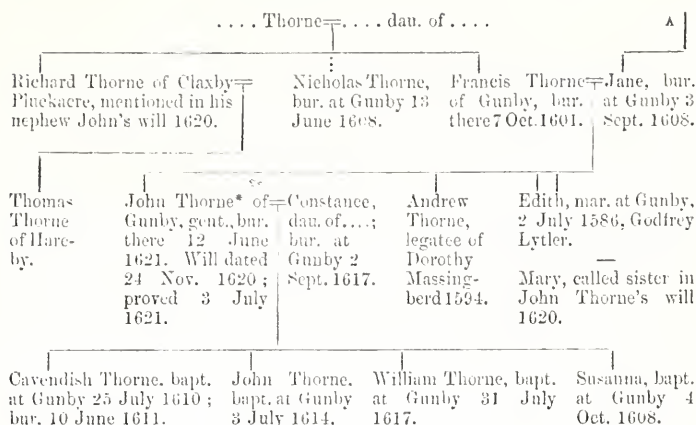 .... Thorne=.... dau. of .... A
Richard Thorne of Claxby=
Pluckacre, mentioned in his
nephew John's will 1620.
Nicholas Thorne,
bur. at Gunby 13
June 1608.
Francis Thorne=
of Gunby, bur.
there 7 Oct. 1601.
Jane, bur.
at Gunby 3
Sept. 1608.
Thomas
Thorne
of Hare-
by.
John Thorne* of=
Gunby, gent., bur.
there 12 June
1621. Will dated
24 Nov. 1620;
proved 3 July
1621.
Constance,
dau. of....;
bur. at
Gunby 2
Sept. 1617.
Andrew
Thorne,
legatee of
Dorothy
Massing-
berd 1594.
Edith, mar. at Gunby,
2 July 1586, Godfrey
Lytler.
—
Mary, called sister in
John Thorne's will
1620.
Cavendish Thorne, bapt.
at Gunby 25 July 1610;
bur. 10 June 1611.
John Thorne,
bapt. at Gunby
3 July 1614.
William Thorne, bapt.
at Gunby 31 July
1617.
Susanna, bapt.
at Gunby 4
Oct. 1608.